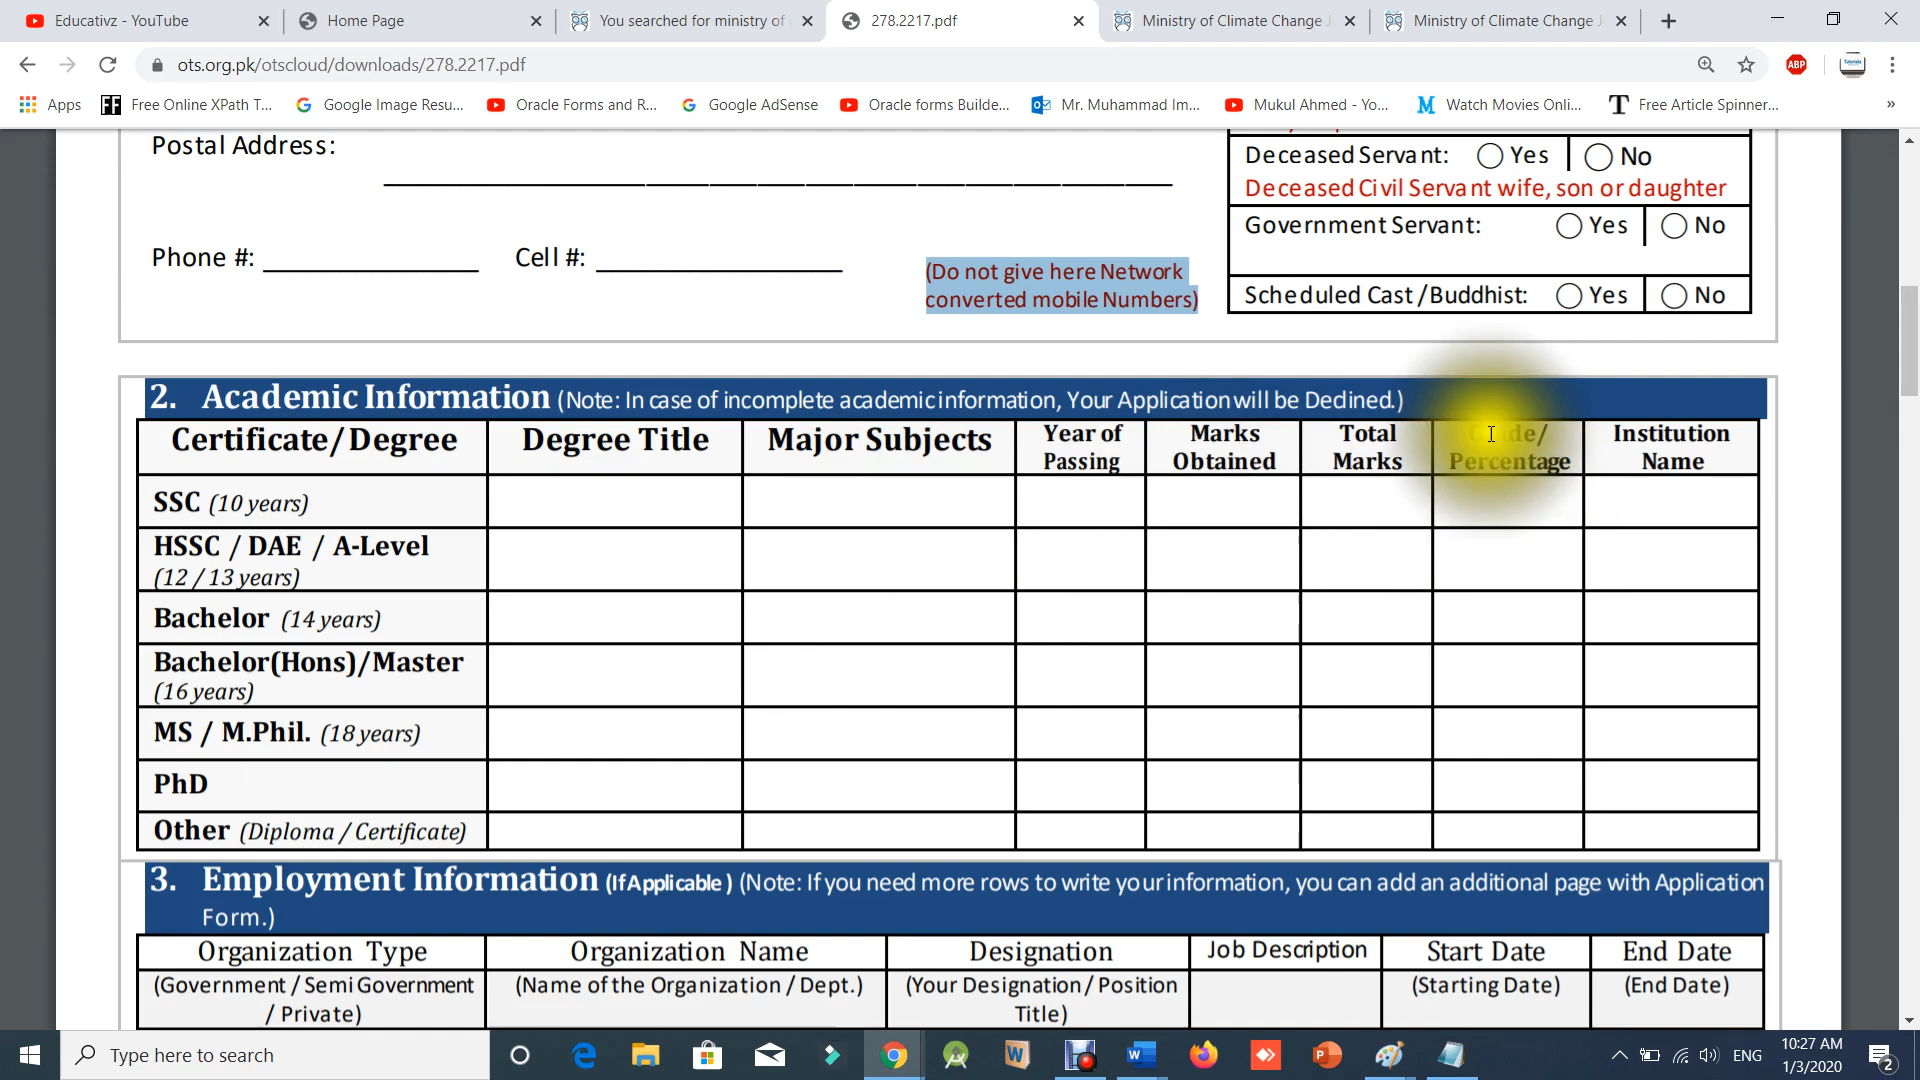 Educativz - YouTube
Home Page
You searched for ministry of
278.2217.pdf
Ministry of Climate Change J
Ministry of Climate Change J
ots.org.pk/otscloud/downloads/278.2217.pdf
ABP
Apps
Free Online XPath T...
Google Image Resu...
Oracle Forms and R...
Google AdSense
Oracle forms Builde...
Mr. Muhammad Im...
Mukul Ahmed - Yo...
Watch Movies Onli...
Free Article Spinner...
»
Postal Address:
Deceased Servant: Yes No
Deceased Civil Servant wife, son or daughter
Government Servant: Yes No
Phone #: Cell #:
(Do not give here Network
converted mobile Numbers)
Scheduled Cast /Buddhist: Yes No
2. Academic Information (Note: In case of incomplete academic information, Your Application will be Declined.)
Certificate/ Degree Degree Title Major Subjects Year of Passing Marks Obtained Total Marks Grade/ Percentage Institution Name
SSC (10 years)
HSSC / DAE / A-Level
(12 / 13 years)
Bachelor (14 years)
Bachelor(Hons)/Master
(16 years)
MS / M.Phil. (18 years)
PhD
Other (Diploma / Certificate)
3. Employment Information (If Applicable ) (Note: If you need more rows to write your information, you can add an additional page with Application
Form.)
Organization Type Organization Name Designation Job Description Start Date End Date
(Government / Semi Government / Private) (Name of the Organization / Dept.) (Your Designation / Position Title) (Starting Date) (End Date)
Type here to search
ENG
10:27 AM
1/3/2020
2